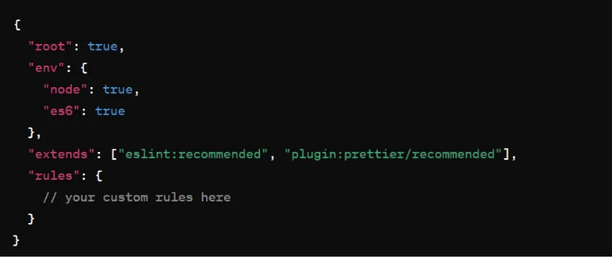 {
  "root": true,
  "env": {
    "node": true,
    "es6": true
  },
  "extends": ["eslint:recommended", "plugin:prettier/recommended"],
  "rules": {
    // your custom rules here
  }
}